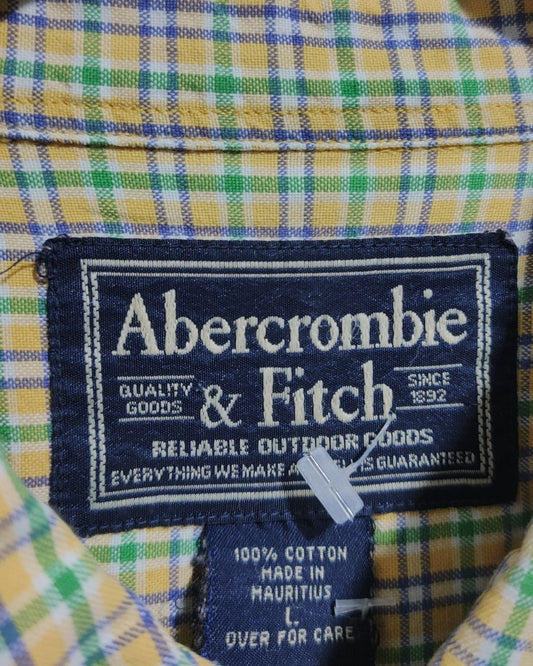 Abercrombie
QUALITY GOODS & Fitch SINCE 1892
RELIABLE OUTDOOR GOODS
EVERYTHING WE MAKE IS GUARANTEED
100% COTTON
MADE IN
MAURITIUS
L
OVER FOR CARE